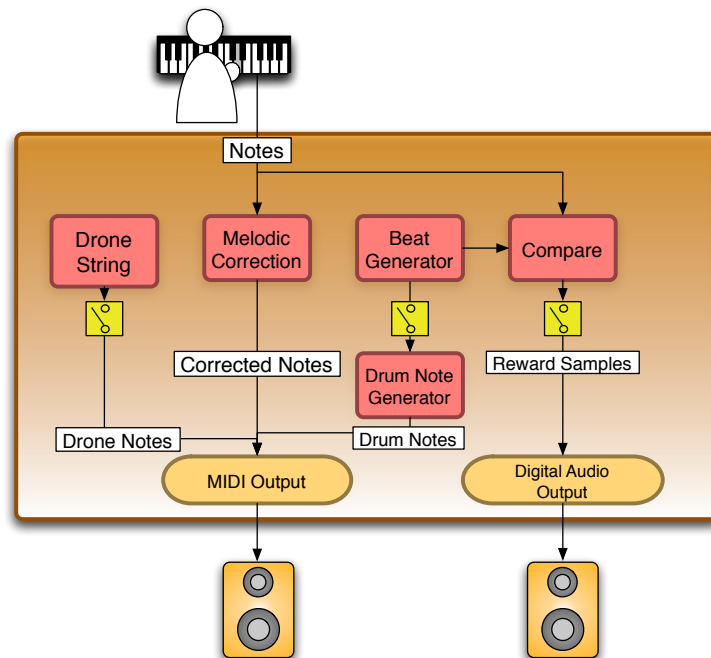 Notes
Drone
String
Melodic
Correction
Beat
Generator
Compare
Corrected Notes
Reward Samples
Drum Note
Generator
Drone Notes
Drum Notes
MIDI Output
Digital Audio
Output